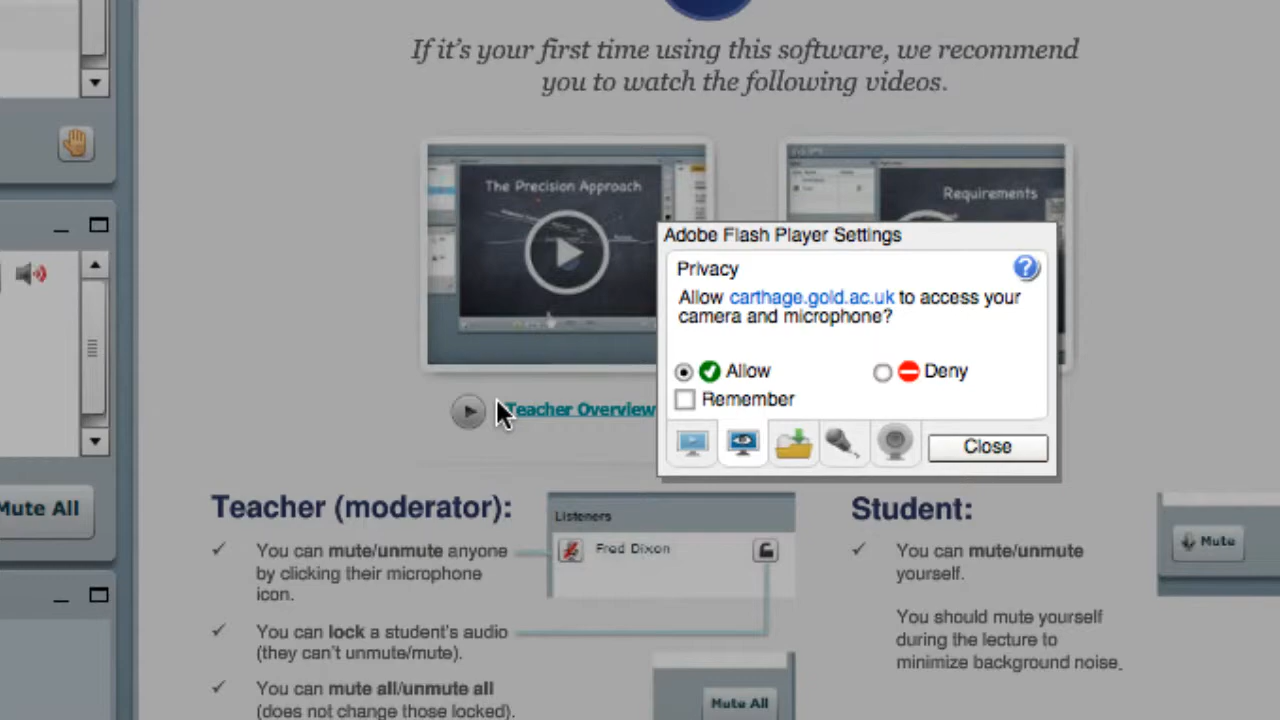 If it's your first time using this software, we recommend
you to watch the following videos.
The Precision Approach
Requirements
Adobe Flash Player Settings
Privacy
Allow carthage.gold.ac.uk to access your
camera and microphone?
Allow
Deny
Remember
Close
Teacher Overview
Mute All
Teacher (moderator):
You can mute/unmute anyone
by clicking their microphone
icon.
You can lock a student's audio
(they can't unmute/mute).
You can mute all/unmute all
(does not change those locked).
Listeners
Fred Dixon
Mute All
Student:
You can mute/unmute
yourself.
You should mute yourself
during the lecture to
minimize background noise.
Mute